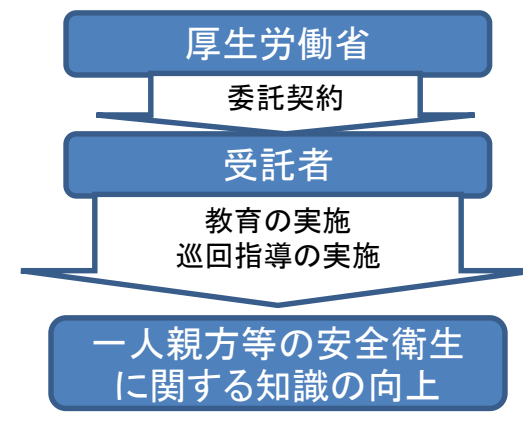 厚生労働省
委託契約
受託者
教育の実施
巡回指導の実施
一人親方等の安全衛生
に関する知識の向上